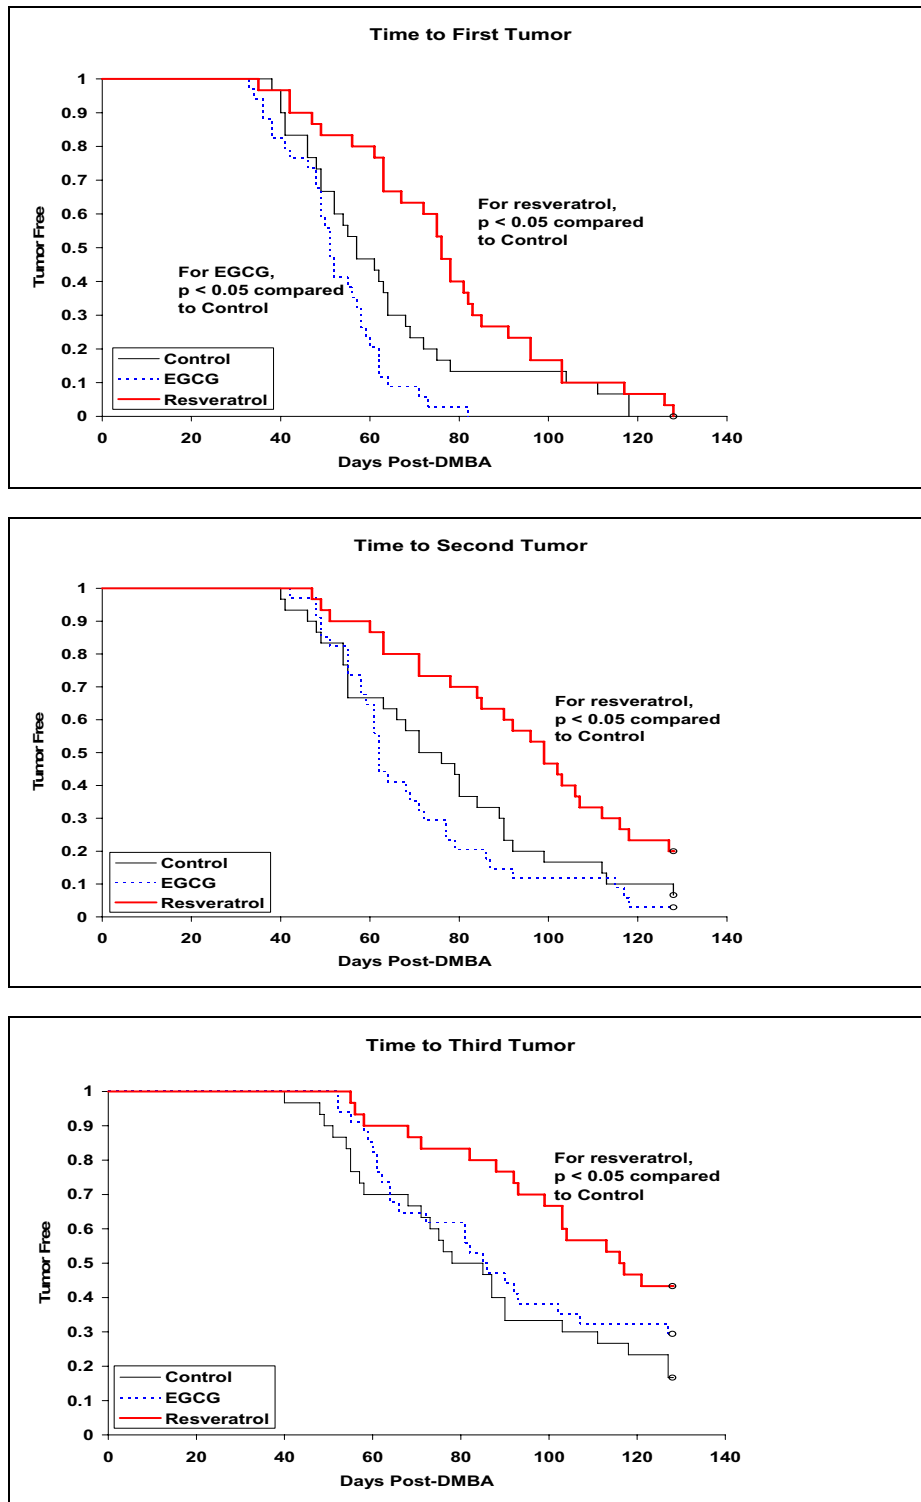 Time to First Tumor
1
0.9
0.8
0.7
0.6
0.5
0.4
0.3
0.2
0.1
0
Tumor Free
For resveratrol,
p < 0.05 compared
to Control
For EGCG,
p < 0.05 compared
to Control
Control
EGCG
Resveratrol
0 20 40 60 80 100 120 140
Days Post-DMBA
Time to Second Tumor
1
0.9
0.8
0.7
0.6
0.5
0.4
0.3
0.2
0.1
0
Tumor Free
For resveratrol,
p < 0.05 compared
to Control
Control
EGCG
Resveratrol
0 20 40 60 80 100 120 140
Days Post-DMBA
Time to Third Tumor
1
0.9
0.8
0.7
0.6
0.5
0.4
0.3
0.2
0.1
0
Tumor Free
For resveratrol,
p < 0.05 compared
to Control
Control
EGCG
Resveratrol
0 20 40 60 80 100 120 140
Days Post-DMBA